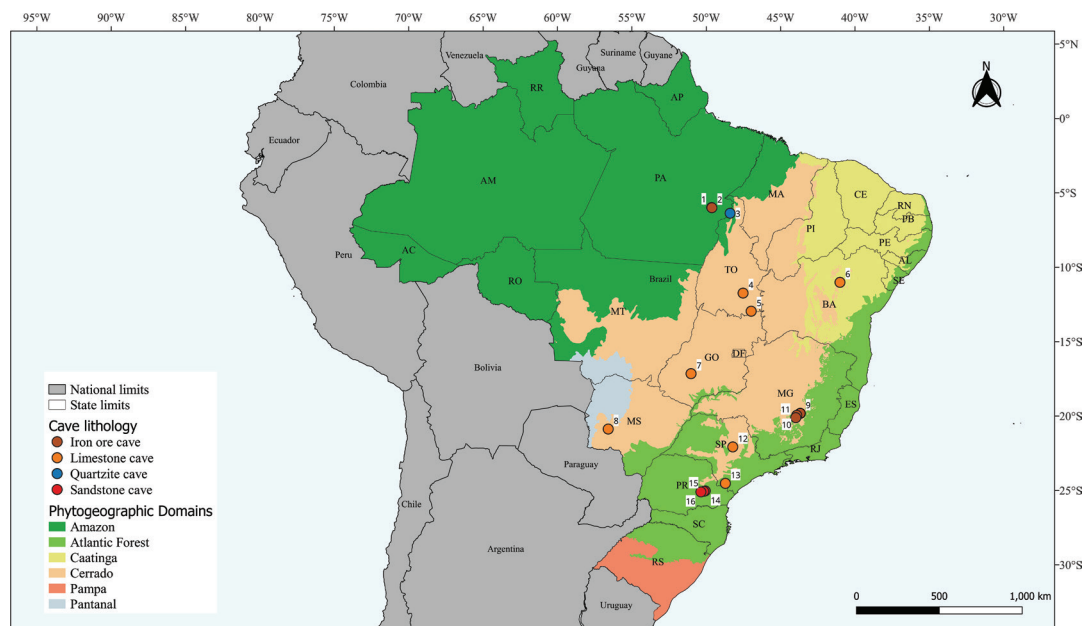 95°W 90°W 85°W 80°W 75°W 70°W 65°W 60°W 55°W 50°W 45°W 40°W 35°W 30°W
5°N
0°
5°S
10°S
15°S
20°S
25°S
30°S
N
Venezuela
Suriname
Guyana
Guyane
Colombia
Ecuador
Peru
Brazil
Bolivia
Paraguay
Chile
Argentina
Uruguay
RR
AP
AM
PA
MA
CE
RN
PB
PI
PE
AL
SE
AC
RO
TO
BA
MT
GO
DF
MG
ES
MS
SP
RJ
PR
SC
RS
1
2
3
4
5
6
7
8
9
11
10
12
13
15
16
14
National limits
State limits
Cave lithology
Iron ore cave
Limestone cave
Quartzite cave
Sandstone cave
Phytogeographic Domains
Amazon
Atlantic Forest
Caatinga
Cerrado
Pampa
Pantanal
0 500 1,000 km